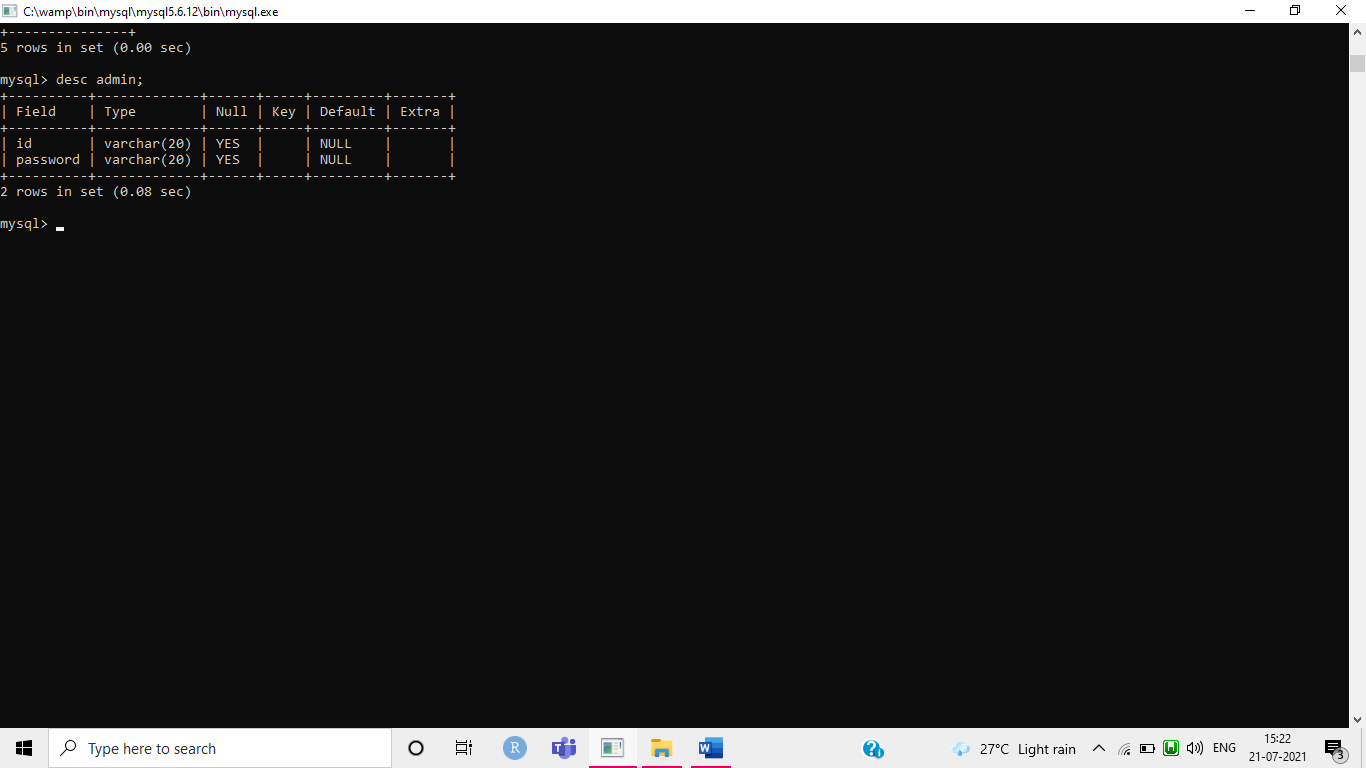 C:\wamp\bin\mysql\mysql5.6.12\bin\mysql.exe
+---------------+
5 rows in set (0.00 sec)
mysql> desc admin;
+----------+-------------+------+-----+---------+-------+
| Field    | Type        | Null | Key | Default | Extra |
+----------+-------------+------+-----+---------+-------+
| id       | varchar(20) | YES  |     | NULL    |       |
| password | varchar(20) | YES  |     | NULL    |       |
+----------+-------------+------+-----+---------+-------+
2 rows in set (0.08 sec)
mysql>
Type here to search
R
T
W
27°C Light rain
W
ENG
15:22
21-07-2021
3